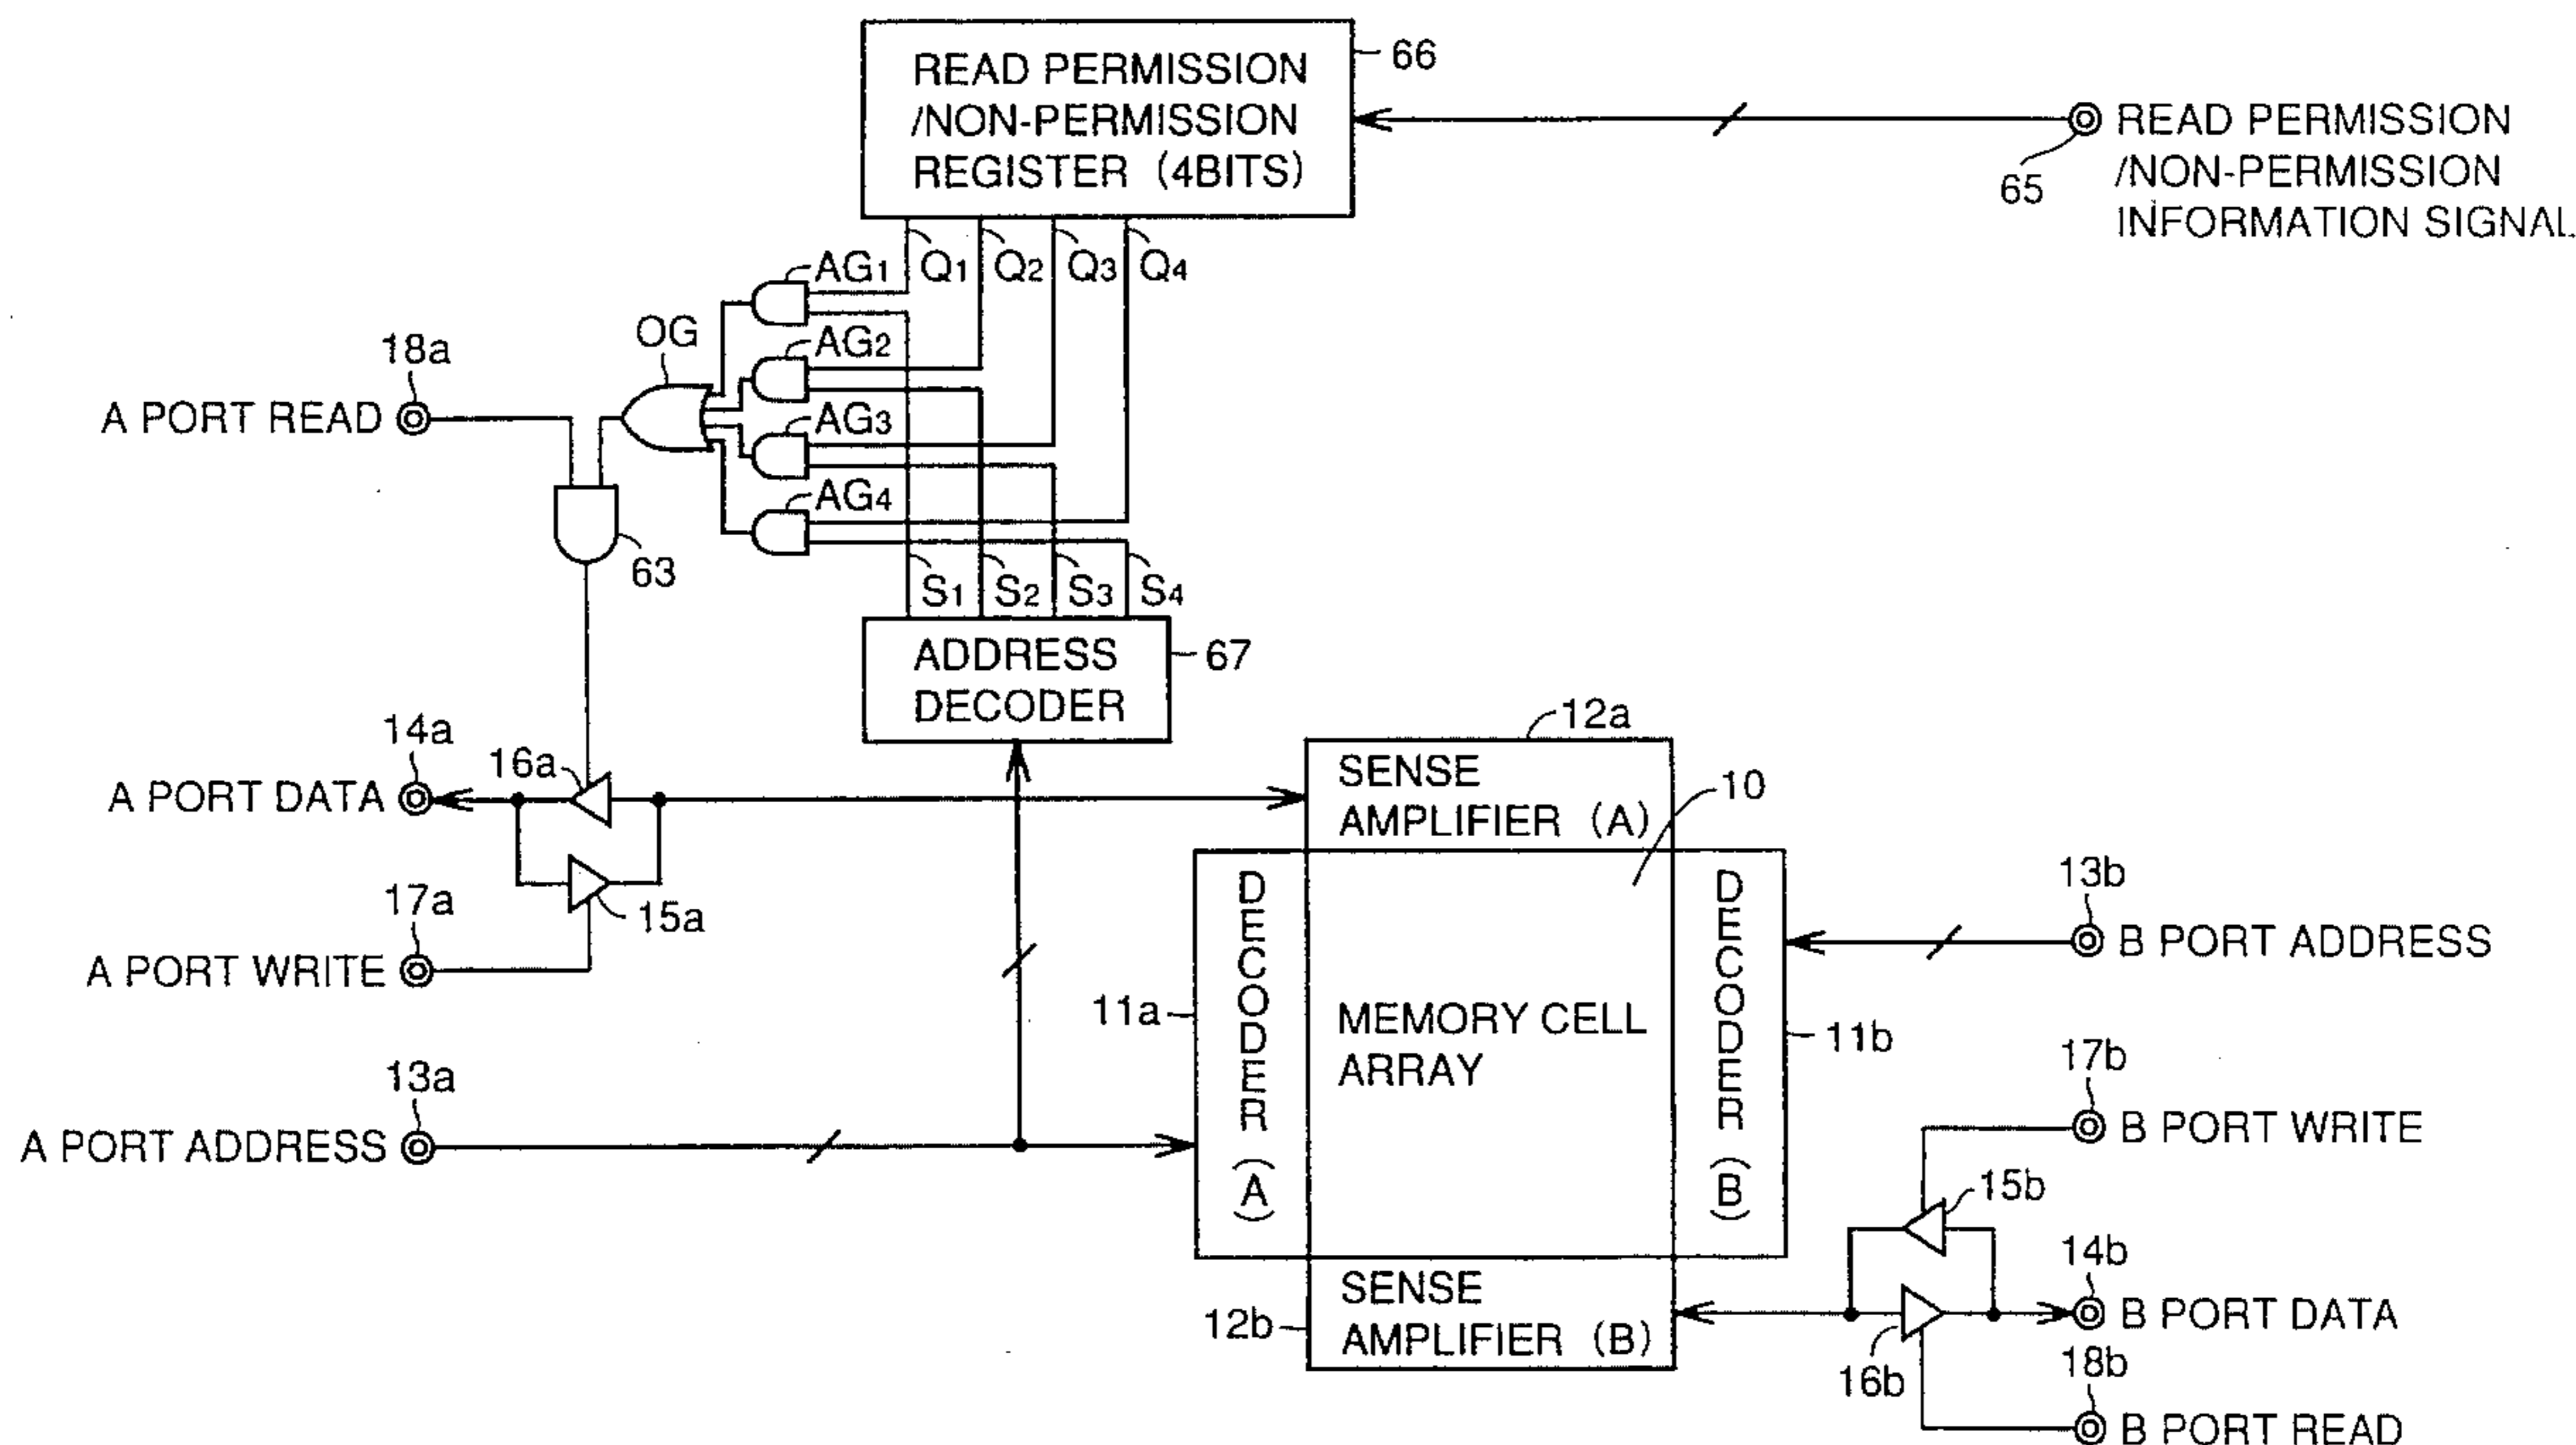 READ PERMISSION
/NON-PERMISSION
REGISTER (4BITS)
66
65
READ PERMISSION
/NON-PERMISSION
INFORMATION SIGNAL
Q1 Q2 Q3 Q4
AG1
AG2
AG3
AG4
OG
18a
A PORT READ
63
S1 S2 S3 S4
ADDRESS
DECODER
67
14a
A PORT DATA
16a
15a
17a
A PORT WRITE
13a
A PORT ADDRESS
12a
SENSE
AMPLIFIER (A)
10
11a
DECODER (A)
MEMORY CELL
ARRAY
DECODER (B)
11b
12b
SENSE
AMPLIFIER (B)
13b
B PORT ADDRESS
17b
B PORT WRITE
15b
14b
B PORT DATA
16b
18b
B PORT READ